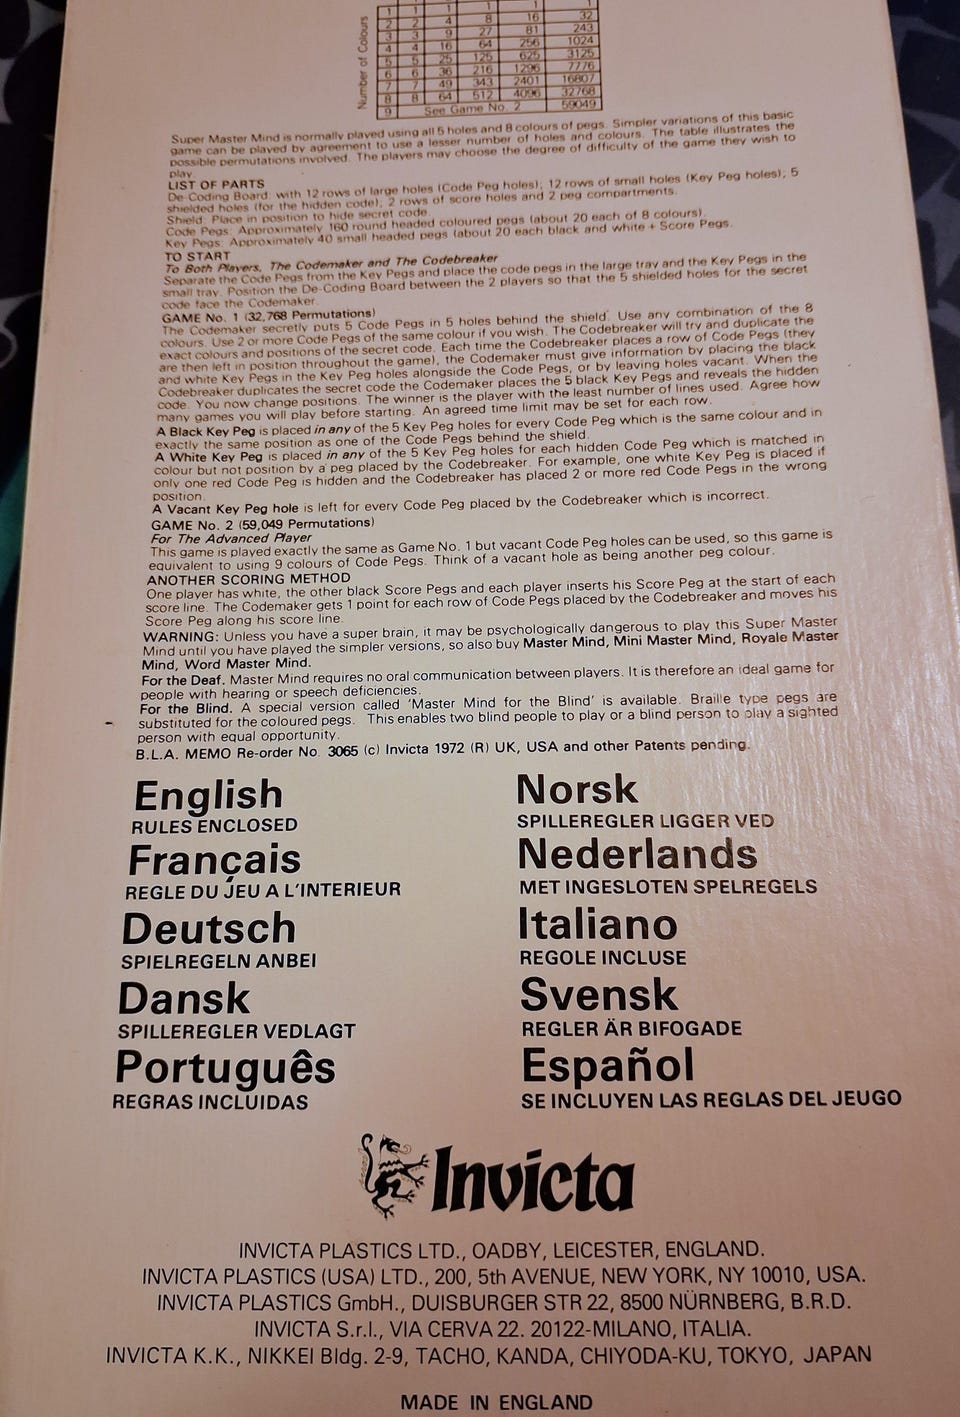 Number of Colours
1 1 1 1 1
2 2 4 8 16 32
3 3 9 27 81 243
4 4 16 64 256 1024
5 5 25 125 625 3125
6 6 36 216 1296 7776
7 7 49 343 2401 16807
8 8 64 512 4096 32768
9 See Game No. 2 59049
Super Master Mind is normally played using all 5 holes and 8 colours of pegs. Simpler variations of this basic
game can be played by agreement to use a lesser number of holes and colours. The table illustrates the
possible permutations involved. The players may choose the degree of difficulty of the game they wish to
play.
LIST OF PARTS
De-Coding Board with 12 rows of large holes (Code Peg holes); 12 rows of small holes (Key Peg holes); 5
shielded holes (for the hidden code); 2 rows of score holes and 2 peg compartments.
Shield: Place in position to hide secret code.
Code Pegs: Approximately 160 round headed coloured pegs (about 20 each of 8 colours).
Key Pegs: Approximately 40 small headed pegs (about 20 each black and white + Score Pegs.
TO START
To Both Players, The Codemaker and The Codebreaker
Separate the Code Pegs from the Key Pegs and place the code pegs in the large tray and the Key Pegs in the
small tray. Position the De-Coding Board between the 2 players so that the 5 shielded holes for the secret
code face the Codemaker.
GAME No. 1 (32,768 Permutations)
The Codemaker secretly puts 5 Code Pegs in 5 holes behind the shield. Use any combination of the 8
colours. Use 2 or more Code Pegs of the same colour if you wish. The Codebreaker will try and duplicate the
exact colours and positions of the secret code. Each time the Codebreaker places a row of Code Pegs (they
are then left in position throughout the game), the Codemaker must give information by placing the black
and white Key Pegs in the Key Peg holes alongside the Code Pegs, or by leaving holes vacant. When the
Codebreaker duplicates the secret code the Codemaker places the 5 black Key Pegs and reveals the hidden
code. You now change positions. The winner is the player with the least number of lines used. Agree how
many games you will play before starting. An agreed time limit may be set for each row.
A Black Key Peg is placed in any of the 5 Key Peg holes for every Code Peg which is the same colour and in
exactly the same position as one of the Code Pegs behind the shield.
A White Key Peg is placed in any of the 5 Key Peg holes for each hidden Code Peg which is matched in
colour but not position by a peg placed by the Codebreaker. For example, one white Key Peg is placed if
only one red Code Peg is hidden and the Codebreaker has placed 2 or more red Code Pegs in the wrong
position.
A Vacant Key Peg hole is left for every Code Peg placed by the Codebreaker which is incorrect.
GAME No. 2 (59,049 Permutations)
For The Advanced Player
This game is played exactly the same as Game No. 1 but vacant Code Peg holes can be used, so this game is
equivalent to using 9 colours of Code Pegs. Think of a vacant hole as being another peg colour.
ANOTHER SCORING METHOD
One player has white, the other black Score Pegs and each player inserts his Score Peg at the start of each
score line. The Codemaker gets 1 point for each row of Code Pegs placed by the Codebreaker and moves his
Score Peg along his score line.
WARNING: Unless you have a super brain, it may be psychologically dangerous to play this Super Master
Mind until you have played the simpler versions, so also buy Master Mind, Mini Master Mind, Royale Master
Mind, Word Master Mind.
For the Deaf. Master Mind requires no oral communication between players. It is therefore an ideal game for
people with hearing or speech deficiencies.
For the Blind. A special version called 'Master Mind for the Blind' is available. Braille type pegs are
substituted for the coloured pegs. This enables two blind people to play or a blind person to play a sighted
person with equal opportunity.
B.L.A. MEMO Re-order No. 3065 (c) Invicta 1972 (R) UK, USA and other Patents pending.
English
RULES ENCLOSED
Français
REGLE DU JEU A L'INTERIEUR
Deutsch
SPIELREGELN ANBEI
Dansk
SPILLEREGLER VEDLAGT
Português
REGRAS INCLUIDAS
Norsk
SPILLEREGLER LIGGER VED
Nederlands
MET INGESLOTEN SPELREGELS
Italiano
REGOLE INCLUSE
Svensk
REGLER ÄR BIFOGADE
Español
SE INCLUYEN LAS REGLAS DEL JEUGO
Invicta
INVICTA PLASTICS LTD., OADBY, LEICESTER, ENGLAND.
INVICTA PLASTICS (USA) LTD., 200, 5th AVENUE, NEW YORK, NY 10010, USA.
INVICTA PLASTICS GmbH., DUISBURGER STR 22, 8500 NÜRNBERG, B.R.D.
INVICTA S.r.l., VIA CERVA 22. 20122-MILANO, ITALIA.
INVICTA K.K., NIKKEI Bldg. 2-9, TACHO, KANDA, CHIYODA-KU, TOKYO, JAPAN
MADE IN ENGLAND